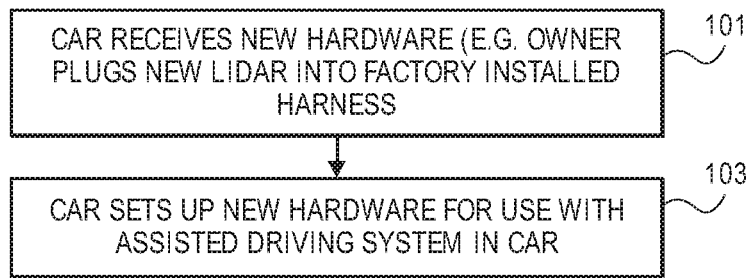 CAR RECEIVES NEW HARDWARE (E.G. OWNER
PLUGS NEW LIDAR INTO FACTORY INSTALLED
HARNESS
101
CAR SETS UP NEW HARDWARE FOR USE WITH
ASSISTED DRIVING SYSTEM IN CAR
103